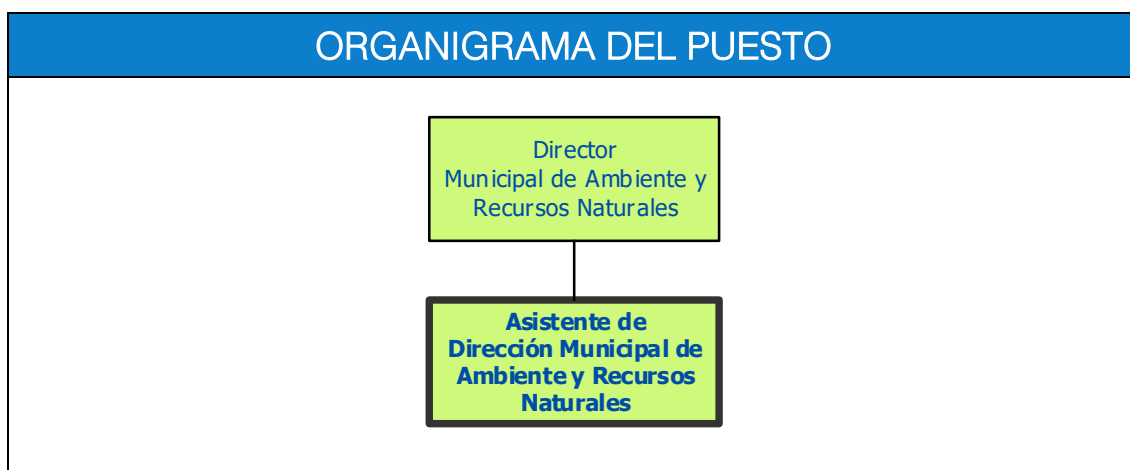 ORGANIGRAMA DEL PUESTO
Director
Municipal de Ambiente y
Recursos Naturales
Asistente de
Dirección Municipal de
Ambiente y Recursos
Naturales